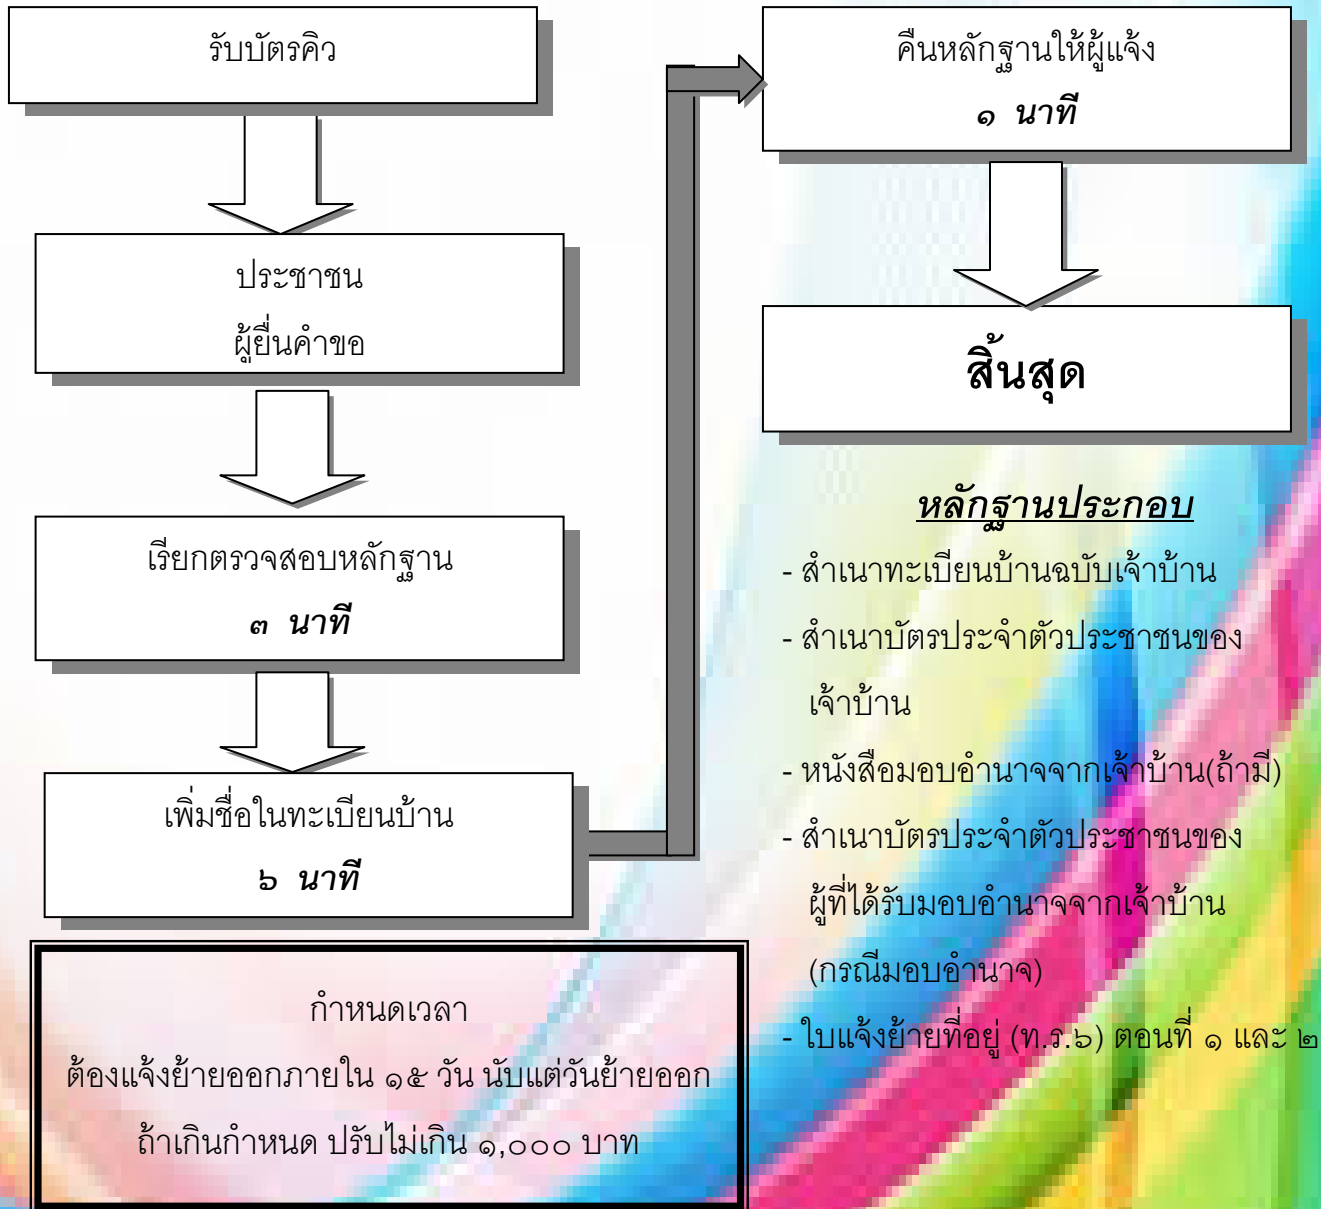 รับบัตรคิว
ประชาชน
ผู้ยื่นคำขอ
เรียกตรวจสอบหลักฐาน
๓ นาที
เพิ่มชื่อในทะเบียนบ้าน
๖ นาที
คืนหลักฐานให้ผู้แจ้ง
๑ นาที
สิ้นสุด
หลักฐานประกอบ
- สำเนาทะเบียนบ้านฉบับเจ้าบ้าน
- สำเนาบัตรประจำตัวประชาชนของ
เจ้าบ้าน
- หนังสือมอบอำนาจจากเจ้าบ้าน(ถ้ามี)
- สำเนาบัตรประจำตัวประชาชนของ
ผู้ที่ได้รับมอบอำนาจจากเจ้าบ้าน
(กรณีมอบอำนาจ)
- ใบแจ้งย้ายที่อยู่ (ท.ร.๖) ตอนที่ ๑ และ ๒
กำหนดเวลา
ต้องแจ้งย้ายออกภายใน ๑๕ วัน นับแต่วันย้ายออก
ถ้าเกินกำหนด ปรับไม่เกิน ๑,๐๐๐ บาท